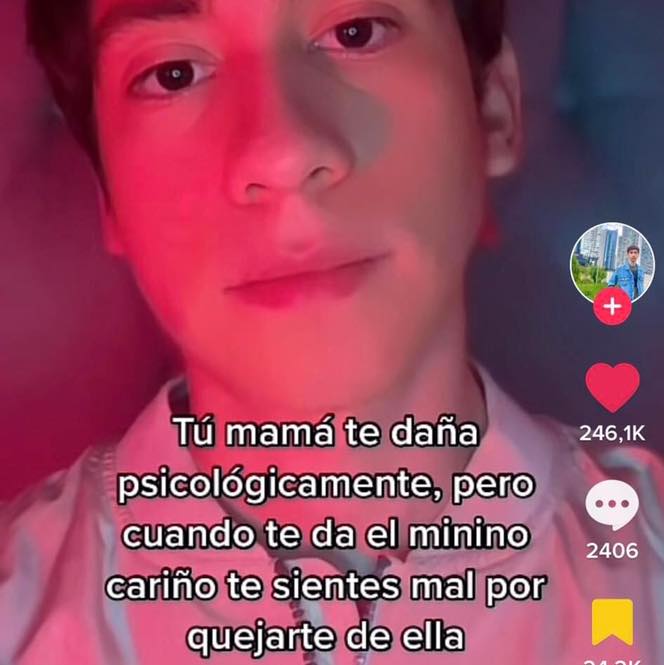 246,1K
Tú mamá te daña
psicológicamente, pero
cuando te da el minino
cariño te sientes mal por
quejarte de ella
2406